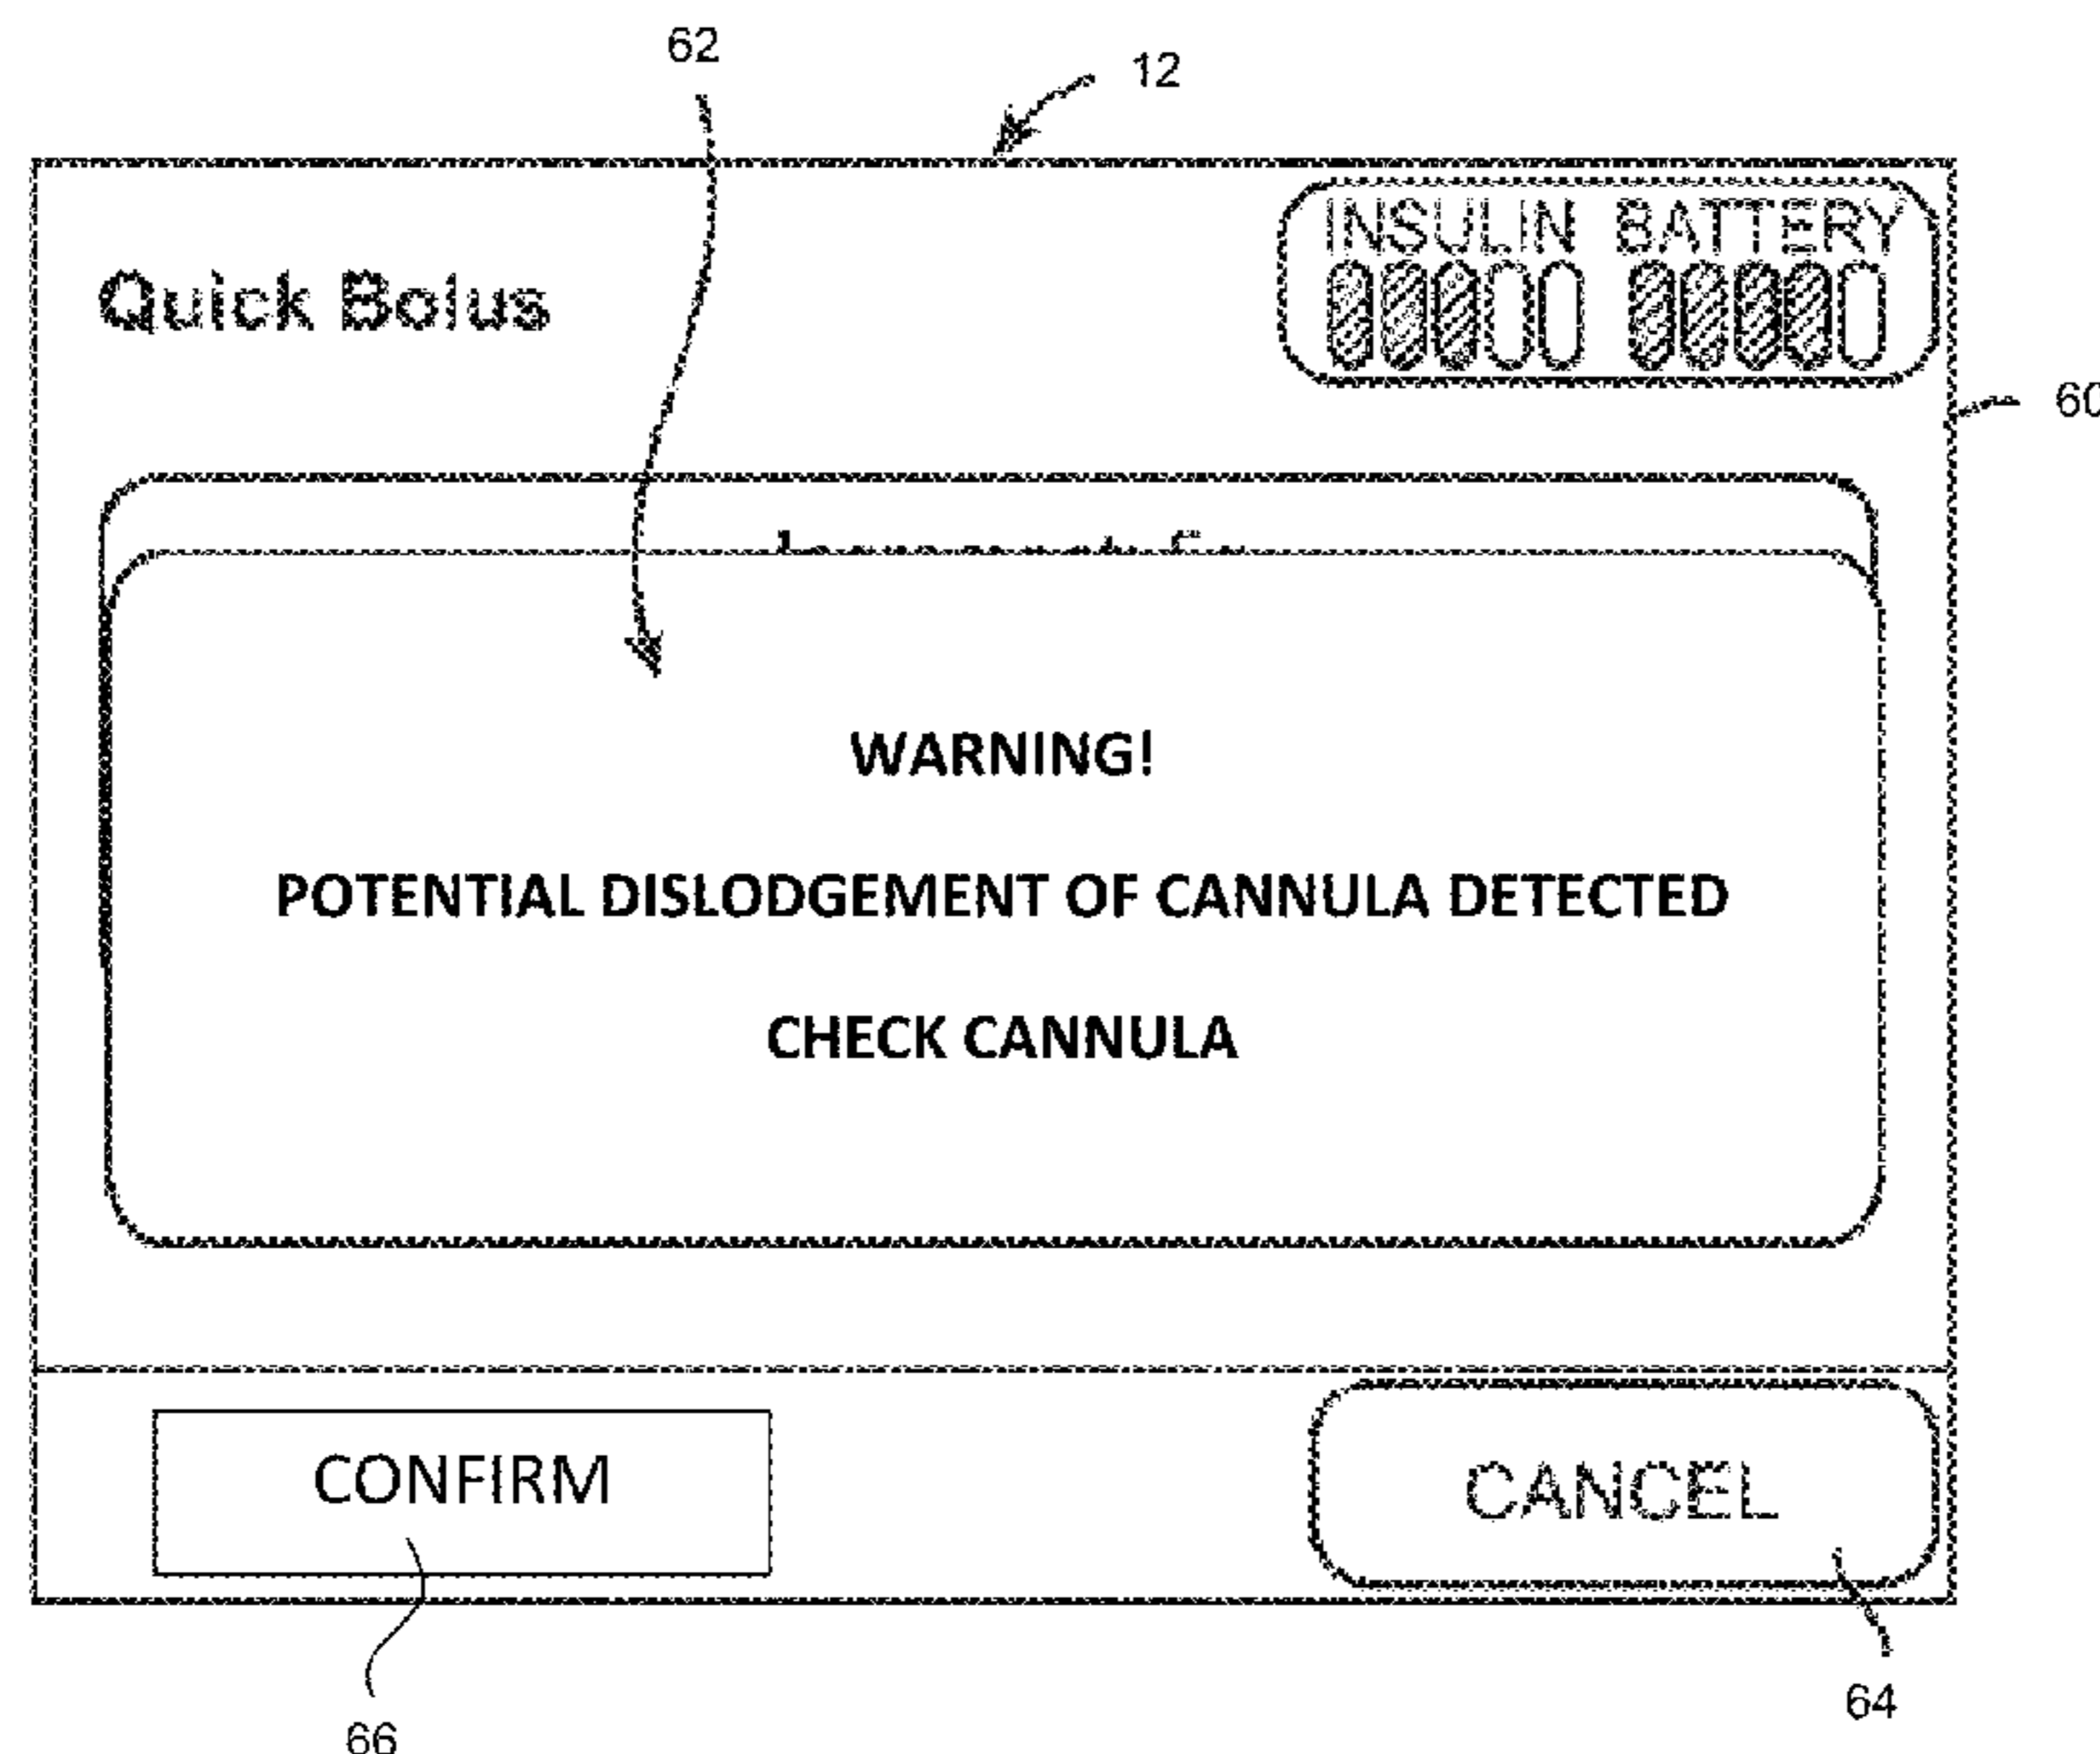 62
12
INSULIN BATTERY
Quick Bolus
60
WARNING!
POTENTIAL DISLODGEMENT OF CANNULA DETECTED
CHECK CANNULA
CONFIRM
CANCEL
64
66